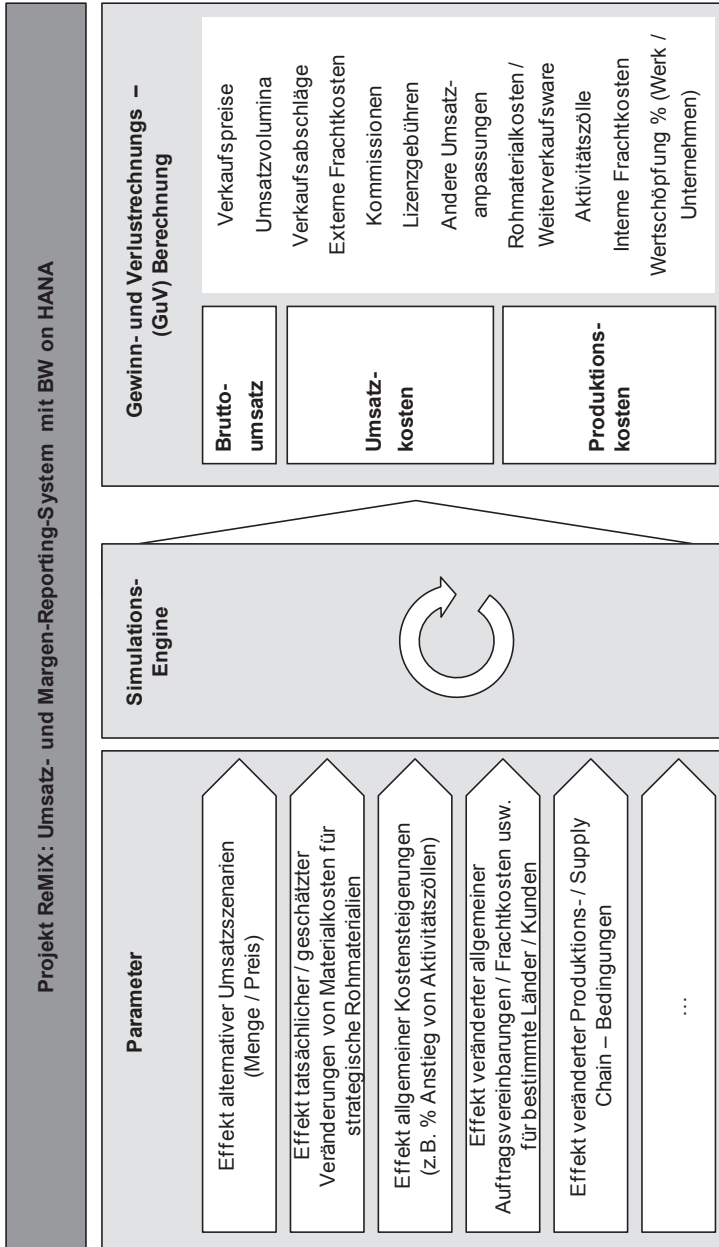 Projekt ReMiX: Umsatz- und Margen-Reporting-System mit BW on HANA
Parameter
Effekt alternativer Umsatzszenarien
(Menge / Preis)
Effekt tatsächlicher / geschätzter
Veränderungen von Materialkosten für
strategische Rohmaterialien
Effekt allgemeiner Kostensteigerungen
(z.B. % Anstieg von Aktivitätszöllen)
Effekt veränderter allgemeiner
Auftragsvereinbarungen / Frachtkosten usw.
für bestimmte Länder / Kunden
Effekt veränderter Produktions- / Supply
Chain – Bedingungen
...
Simulations-
Engine
Gewinn- und Verlustrechnungs –
(GuV) Berechnung
Brutto-
umsatz
Verkaufspreise
Umsatzvolumina
Umsatz-
kosten
Verkaufsabschläge
Externe Frachtkosten
Kommissionen
Lizenzgebühren
Andere Umsatz-
anpassungen
Produktions-
kosten
Rohmaterialkosten /
Weiterverkaufsware
Aktivitätszölle
Interne Frachtkosten
Wertschöpfung % (Werk /
Unternehmen)